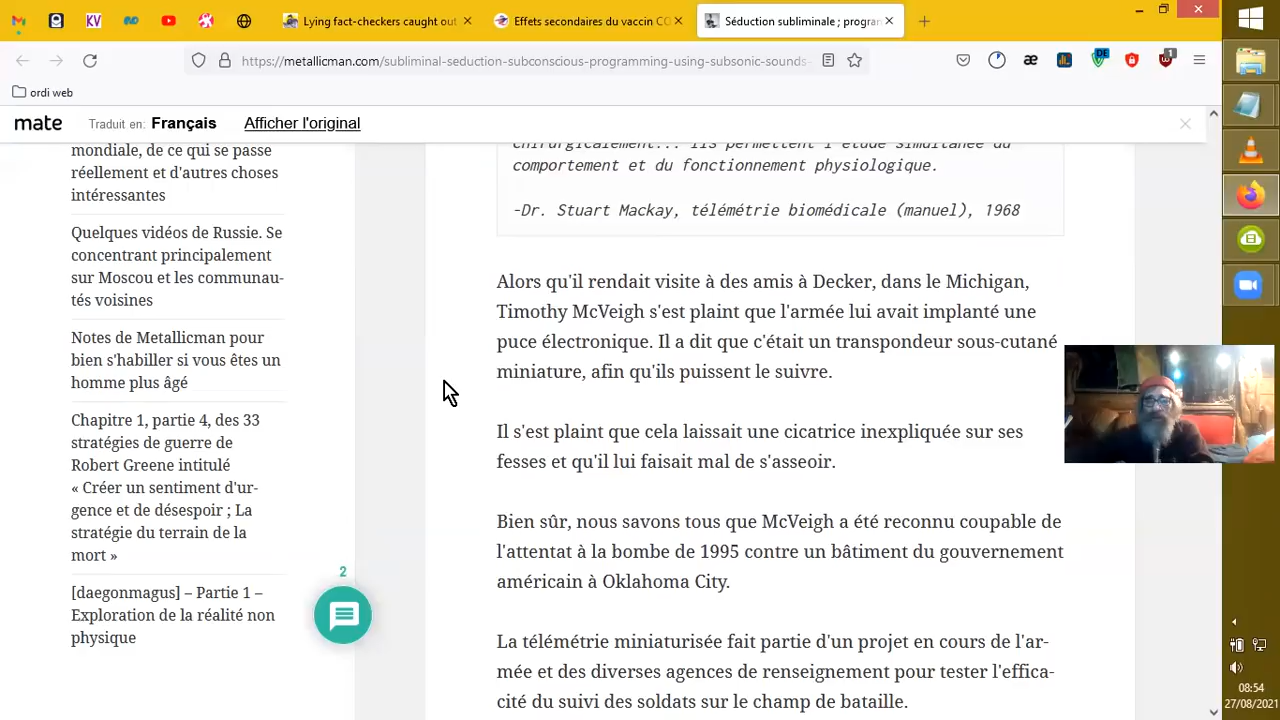 KV
Lying fact-checkers caught out
Effets secondaires du vaccin CO
Séduction subliminale ; program
https://metallicman.com/subliminal-seduction-subconscious-programming-using-subsonic-sounds-
DE
1
ordi web
mate
Traduit en: Français
Afficher l'original
mondiale, de ce qui se passe
réellement et d'autres choses
intéressantes
Quelques vidéos de Russie. Se
concentrant principalement
sur Moscou et les communau-
tés voisines
Notes de Metallicman pour
bien s'habiller si vous êtes un
homme plus âgé
Chapitre 1, partie 4, des 33
stratégies de guerre de
Robert Greene intitulé
« Créer un sentiment d'ur-
gence et de désespoir ; La
stratégie du terrain de la
mort »
[daegonmagus] – Partie 1 –
Exploration de la réalité non
physique
2
chirurgicalement... Ils permettent l'étude simultanée du
comportement et du fonctionnement physiologique.
-Dr. Stuart Mackay, télémétrie biomédicale (manuel), 1968
Alors qu'il rendait visite à des amis à Decker, dans le Michigan,
Timothy McVeigh s'est plaint que l'armée lui avait implanté une
puce électronique. Il a dit que c'était un transpondeur sous-cutané
miniature, afin qu'ils puissent le suivre.
Il s'est plaint que cela laissait une cicatrice inexpliquée sur ses
fesses et qu'il lui faisait mal de s'asseoir.
Bien sûr, nous savons tous que McVeigh a été reconnu coupable de
l'attentat à la bombe de 1995 contre un bâtiment du gouvernement
américain à Oklahoma City.
La télémétrie miniaturisée fait partie d'un projet en cours de l'ar-
mée et des diverses agences de renseignement pour tester l'effica-
cité du suivi des soldats sur le champ de bataille.
08:54
27/08/2021